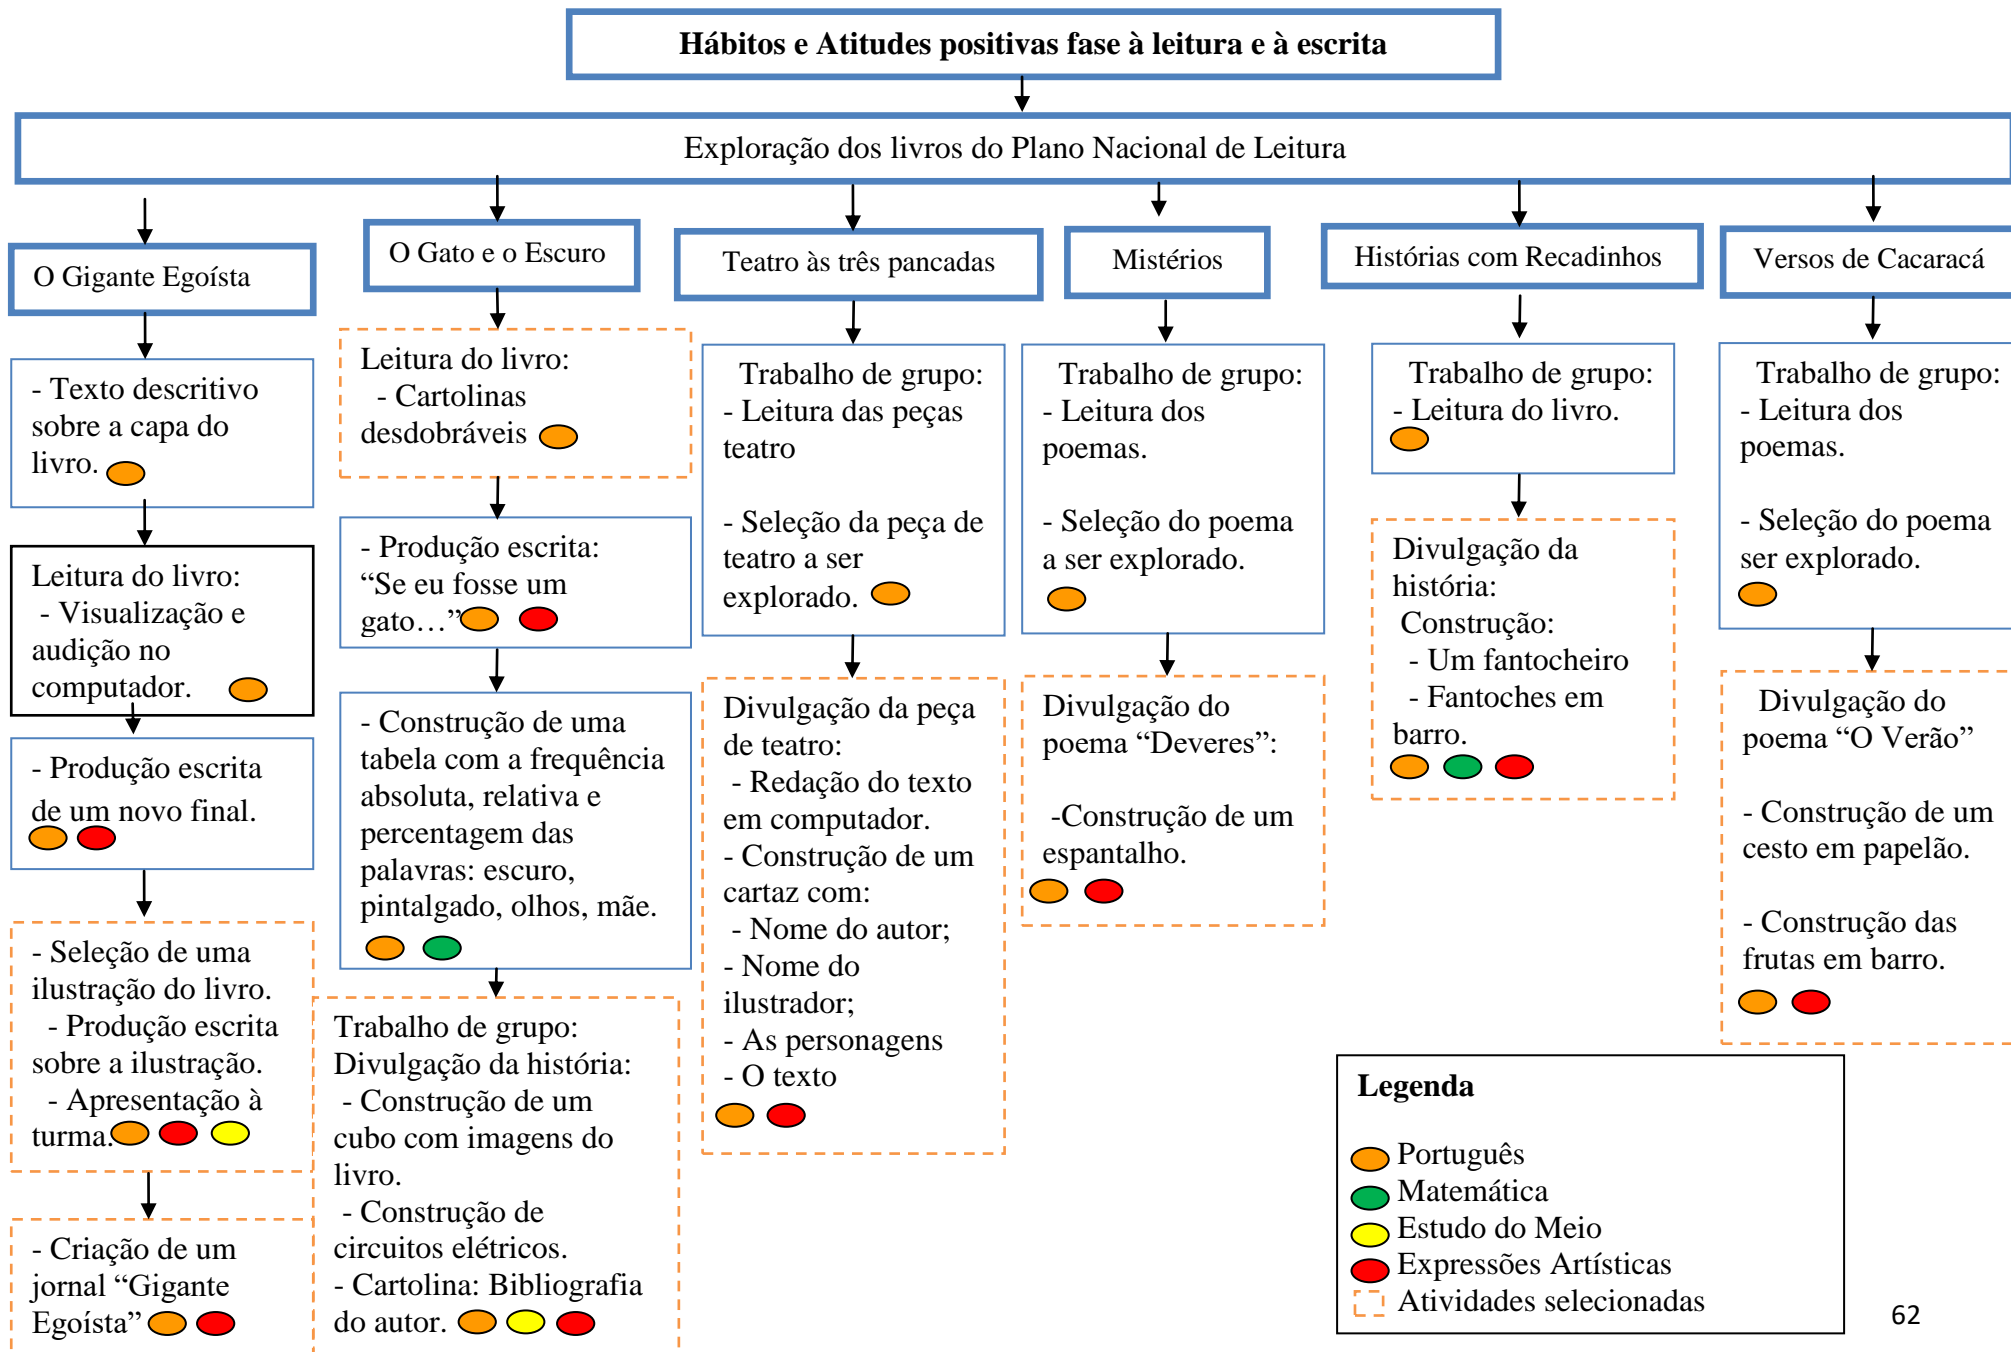 Hábitos e Atitudes positivas fase à leitura e à escrita
Exploração dos livros do Plano Nacional de Leitura
O Gigante Egoísta
- Texto descritivo
sobre a capa do
livro.
Leitura do livro:
- Visualização e
audição no
computador.
- Produção escrita
de um novo final.
- Seleção de uma
ilustração do livro.
- Produção escrita
sobre a ilustração.
- Apresentação à
turma.
- Criação de um
jornal “Gigante
Egoísta”
O Gato e o Escuro
Leitura do livro:
- Cartolinas
desdobráveis
- Produção escrita:
“Se eu fosse um
gato…”
- Construção de uma
tabela com a frequência
absoluta, relativa e
percentagem das
palavras: escuro,
pintalgado, olhos, mãe.
Trabalho de grupo:
Divulgação da história:
- Construção de um
cubo com imagens do
livro.
- Construção de
circuitos elétricos.
- Cartolina: Bibliografia
do autor.
Teatro às três pancadas
Trabalho de grupo:
- Leitura das peças
teatro
- Seleção da peça de
teatro a ser
explorado.
Divulgação da peça
de teatro:
- Redação do texto
em computador.
- Construção de um
cartaz com:
- Nome do autor;
- Nome do
ilustrador;
- As personagens
- O texto
Mistérios
Trabalho de grupo:
- Leitura dos
poemas.
- Seleção do poema
a ser explorado.
Divulgação do
poema “Deveres”:
-Construção de um
espantalho.
Histórias com Recadinhos
Trabalho de grupo:
- Leitura do livro.
Divulgação da
história:
Construção:
- Um fantocheiro
- Fantoches em
barro.
Versos de Cacaracá
Trabalho de grupo:
- Leitura dos
poemas.
- Seleção do poema
ser explorado.
Divulgação do
poema “O Verão”
- Construção de um
cesto em papelão.
- Construção das
frutas em barro.
Legenda
Português
Matemática
Estudo do Meio
Expressões Artísticas
Atividades selecionadas
62